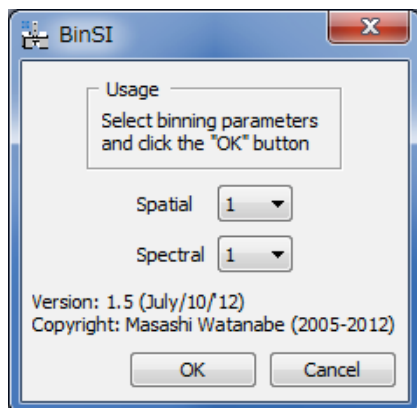 BinSI
Usage
Select binning parameters
and click the "OK" button
Spatial 1
Spectral 1
Version: 1.5 (July/10/'12)
Copyright: Masashi Watanabe (2005-2012)
OK Cancel